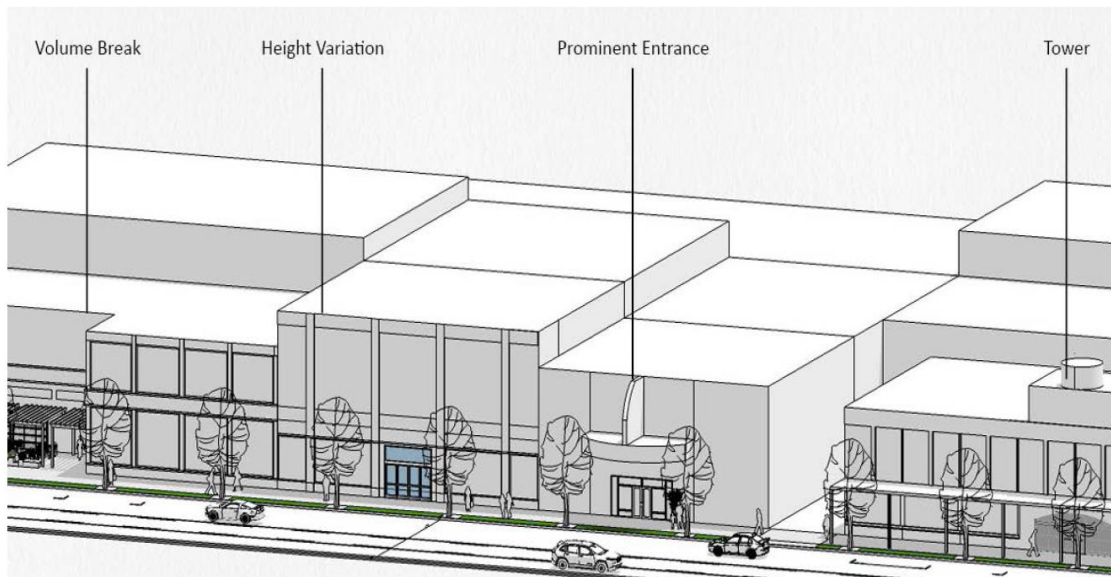 Volume Break
Height Variation
Prominent Entrance
Tower